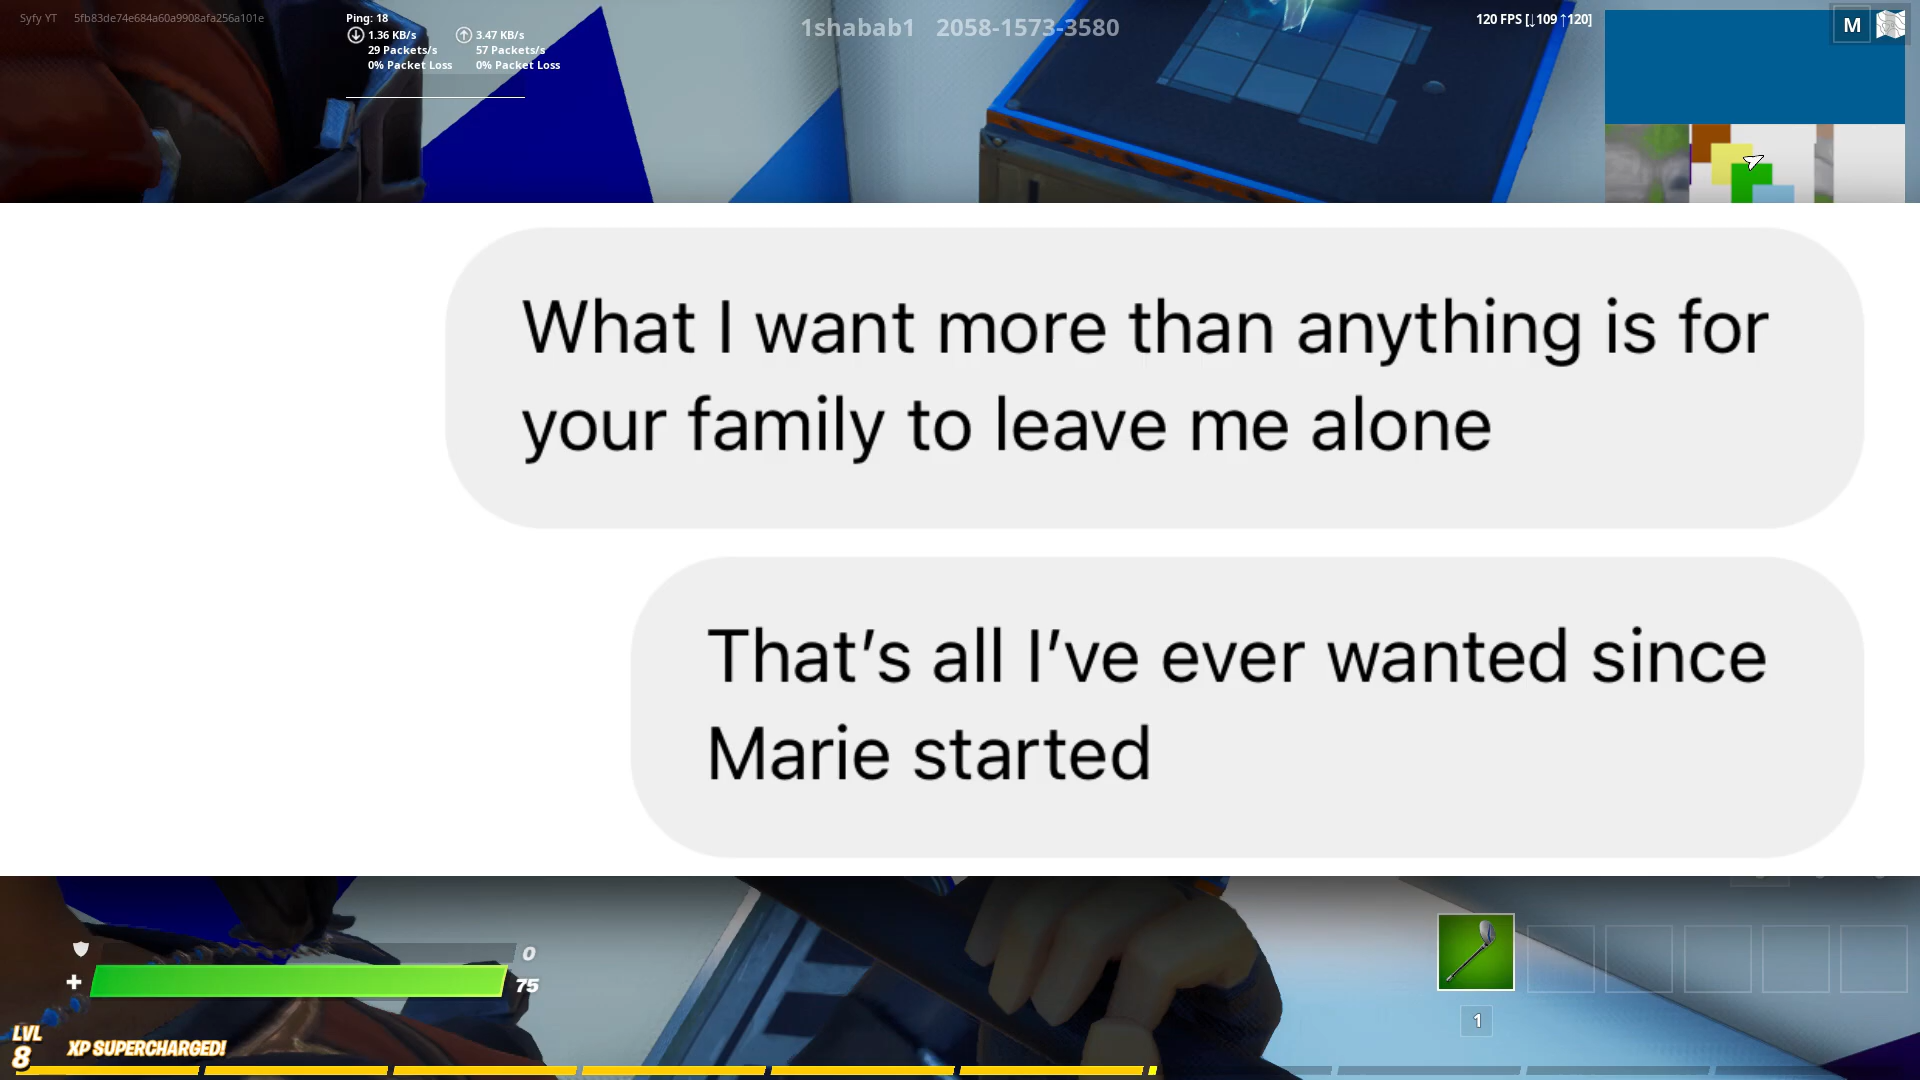 Syfy YT 5fb83de74e684a60a9908afa256a101e
Ping: 18
1.36 KB/s 3.47 KB/s
29 Packets/s 57 Packets/s
0% Packet Loss 0% Packet Loss
1shabab1 2058-1573-3580
120 FPS [↓109 ↑120]
M
What I want more than anything is for
your family to leave me alone
That's all I've ever wanted since
Marie started
0
75
LVL
8
XP SUPERCHARGED!
1